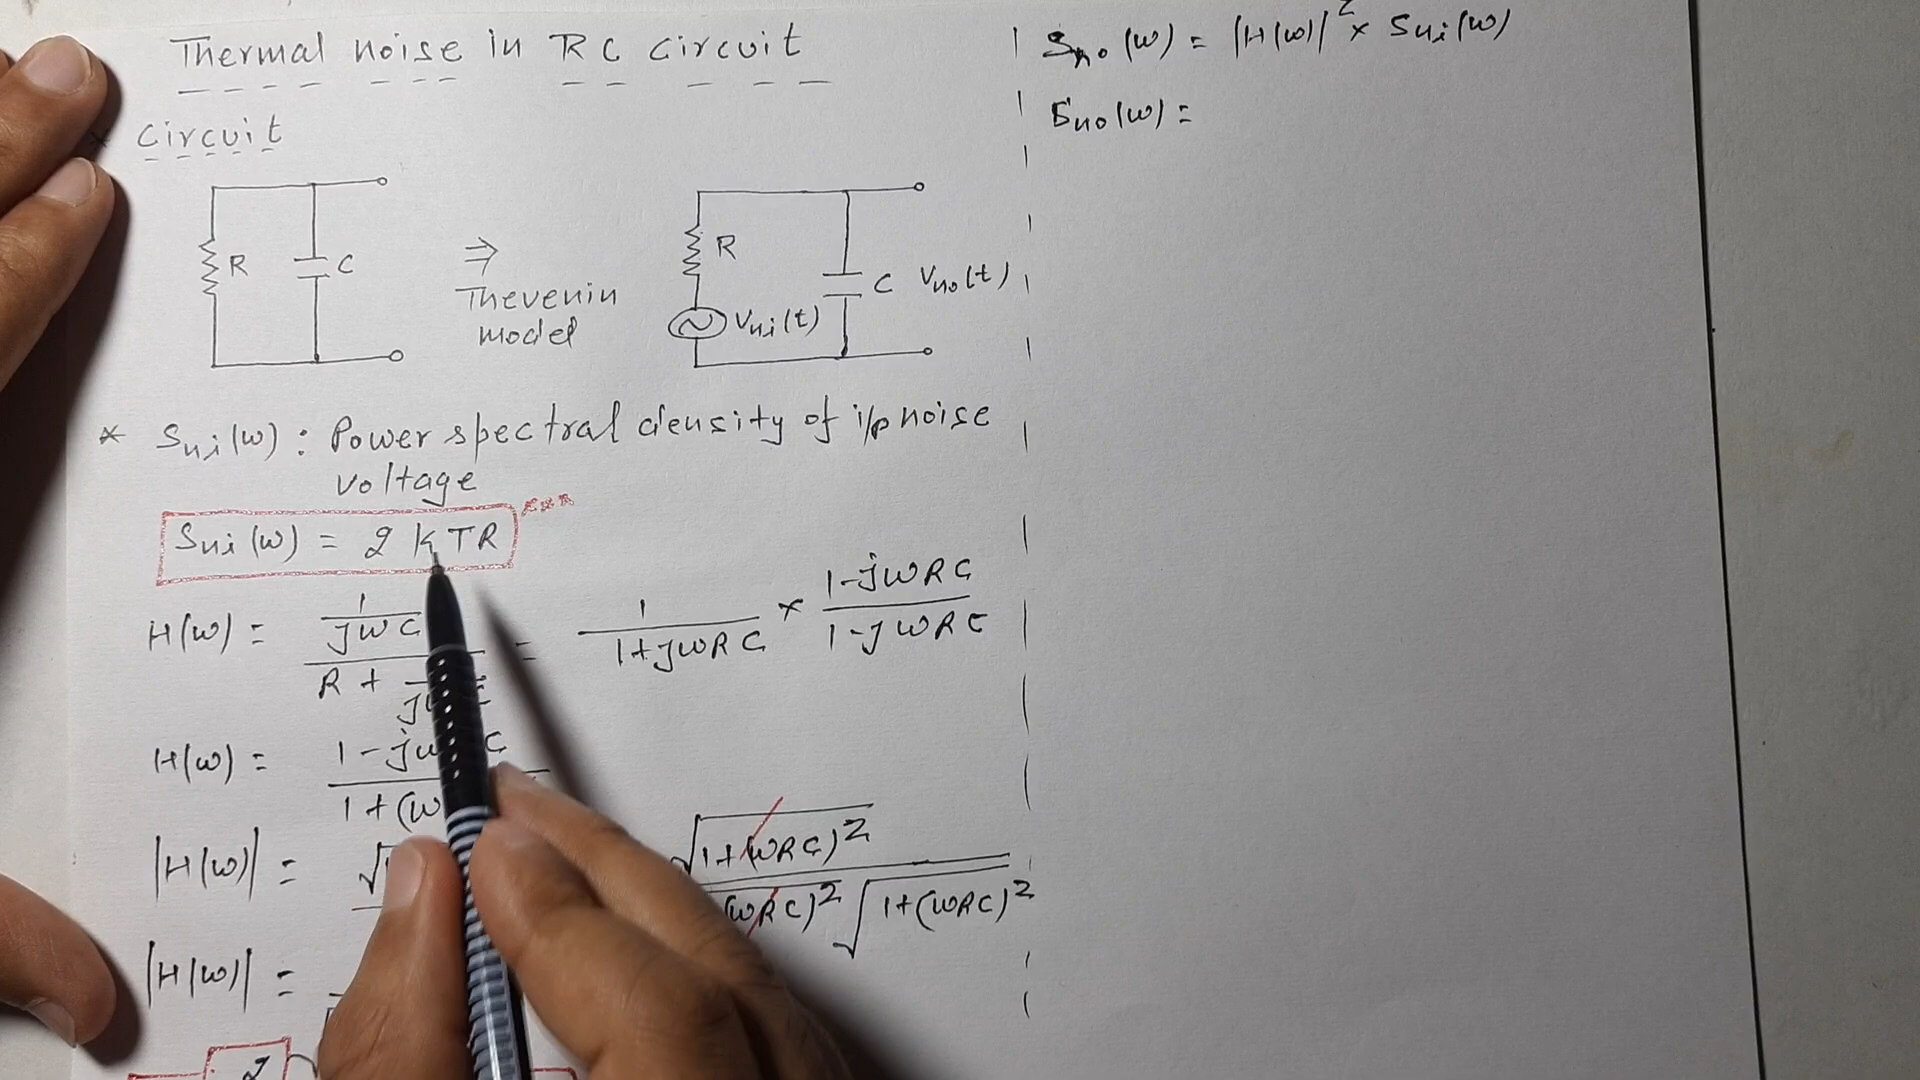 Thermal noise in RC circuit
* circuit
R C
⇒
Thevenin
model
R
Vni(t) C Vno(t)
* Sni(ω) : Power spectral density of i/p noise
voltage
Sni(ω) = 2 KTR
H(ω) = 1/jωC / R + = 1/1+jωRC × 1-jωRC/1-jωRC
H(ω) =
|H(ω)| = √1+(ωRC)² / (ωRC)² √1+(ωRC)²
|H(ω)| =
2
Sno(ω) = |H(ω)|² × Sni(ω)
Sno(ω) =